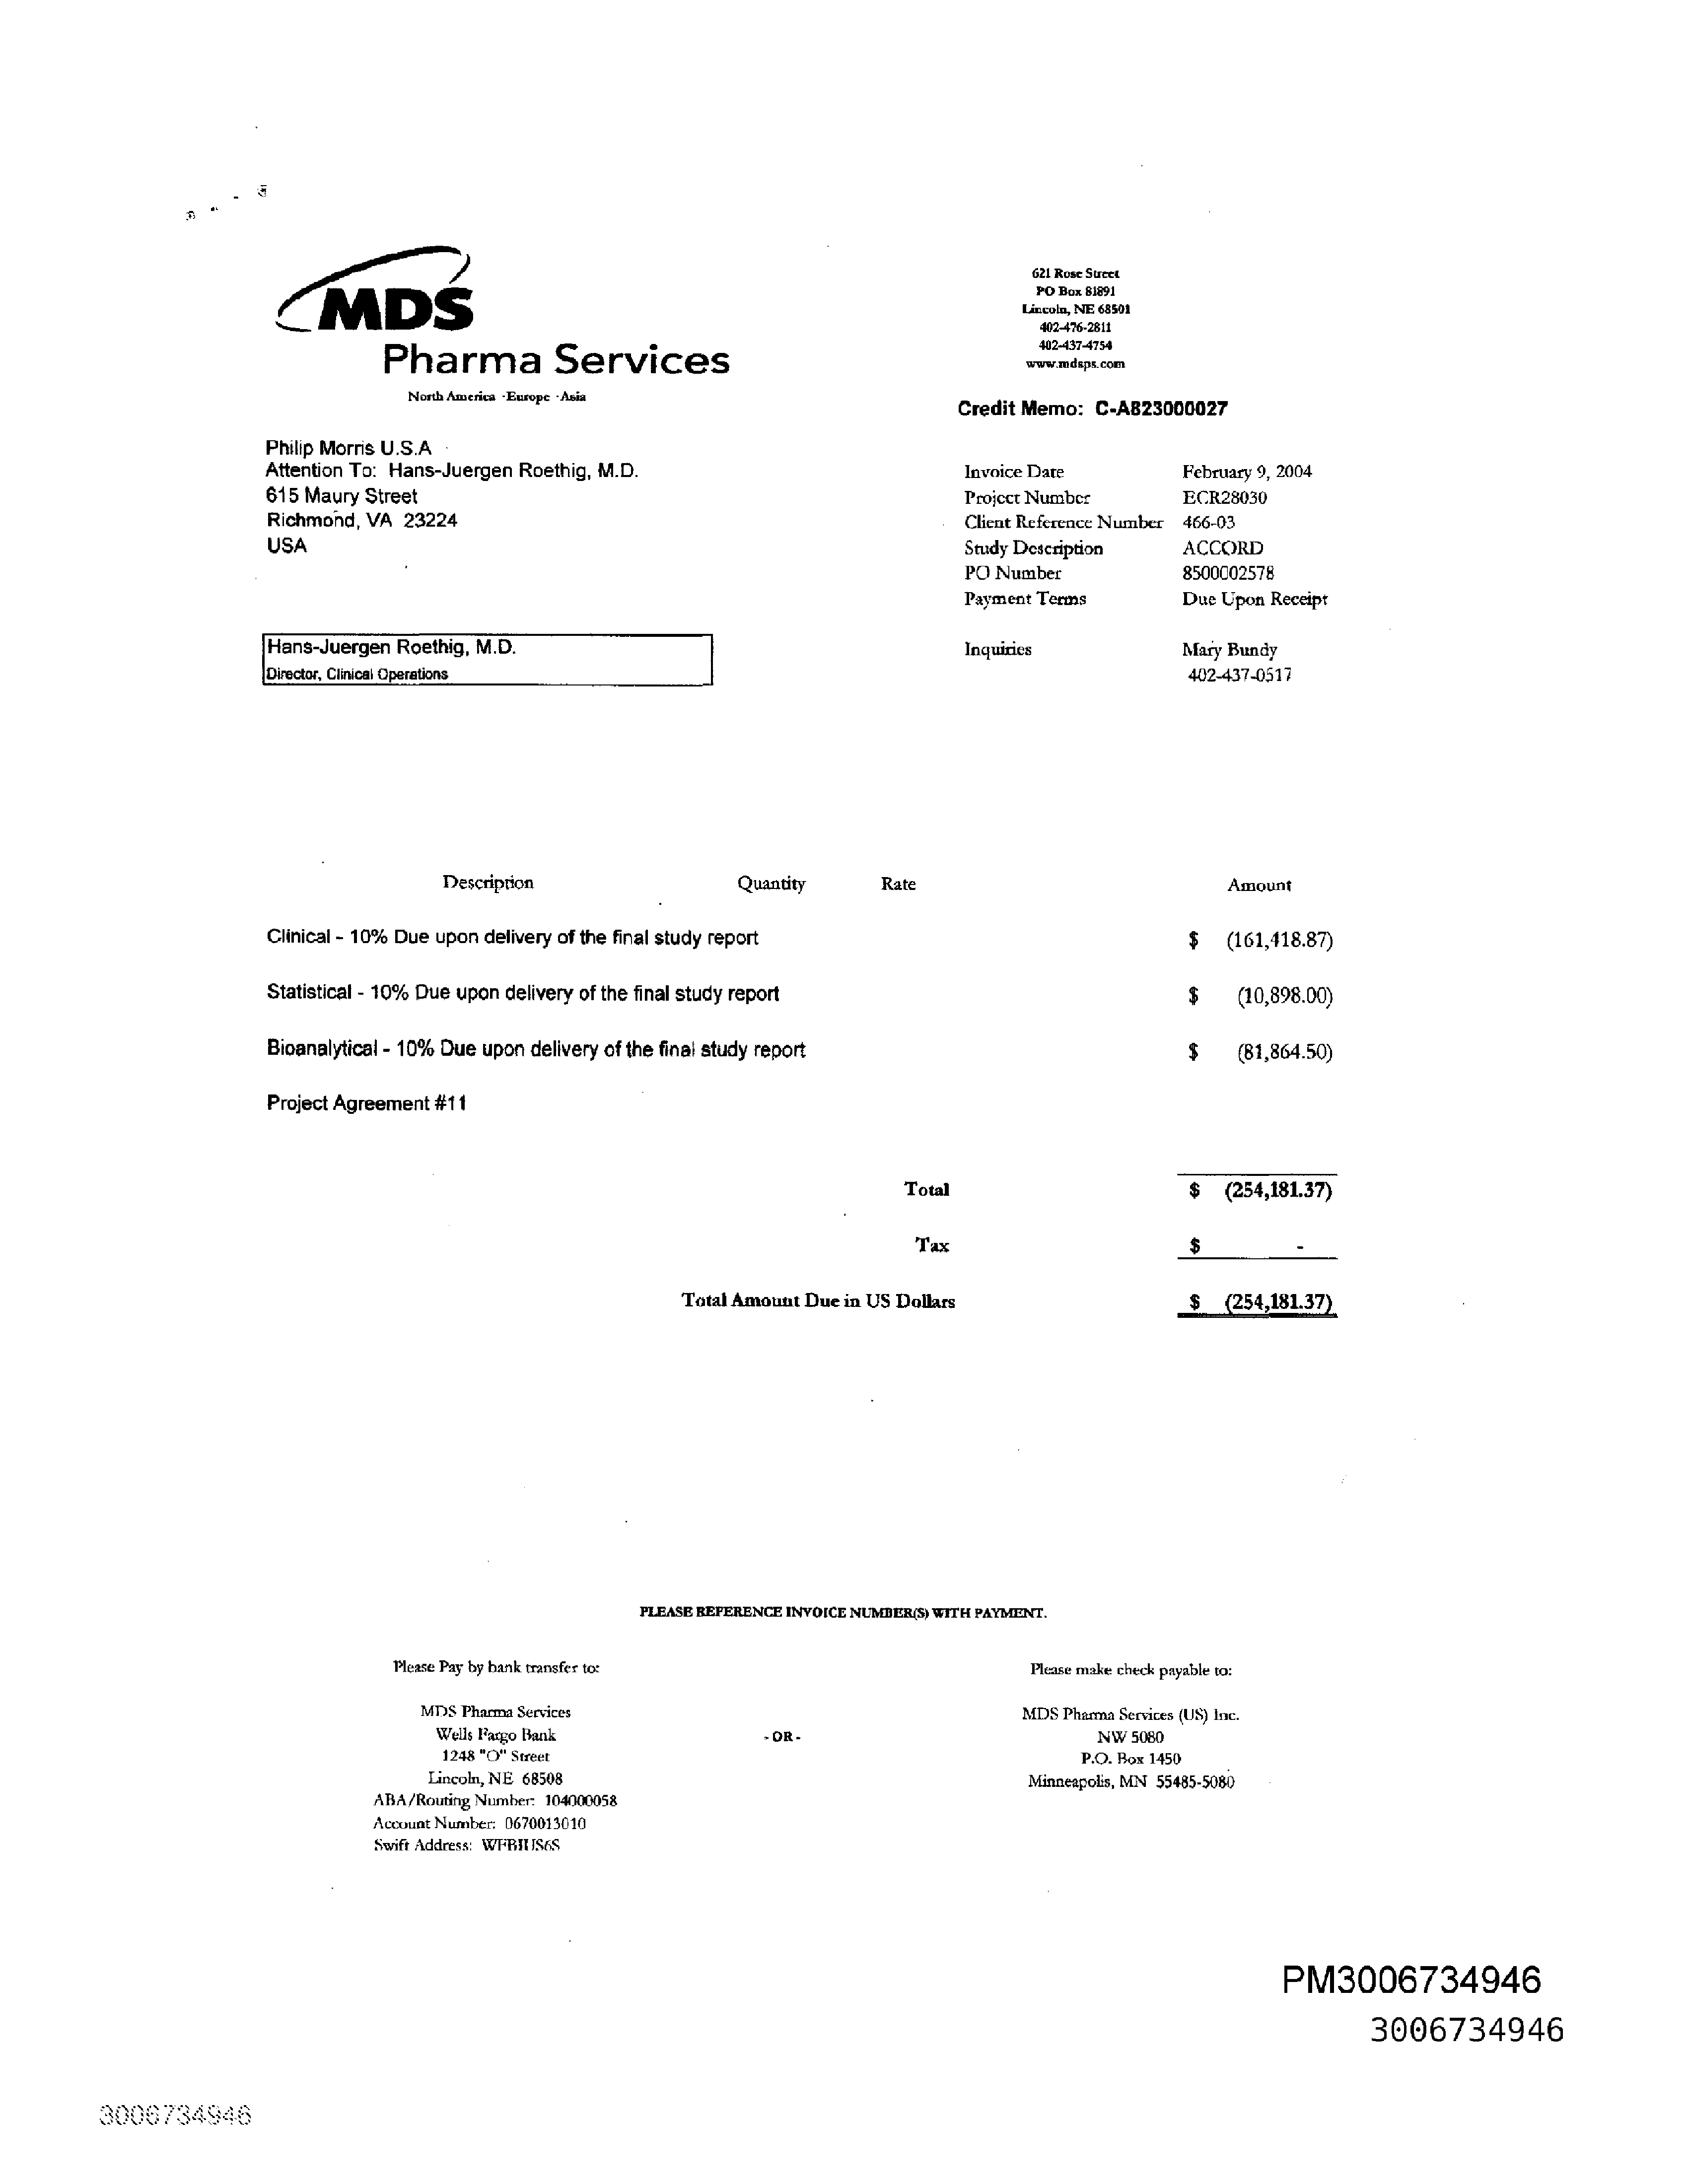 MDS
Pharma Services
North America - Europe - Asia
621 Rose Street
PO Box 81891
Lincoln, NE 68501
402-476-2811
402-437-4754
www.mdsps.com
Credit Memo: C-A823000027
Philip Morris U.S.A
Attention To: Hans-Juergen Roethig, M.D.
615 Maury Street
Richmond, VA 23224
USA
Invoice Date February 9, 2004
Project Number ECR28030
Client Reference Number 466-03
Study Description ACCORD
PO Number 8500002578
Payment Terms Due Upon Receipt
Hans-Juergen Roethig, M.D.
Director, Clinical Operations
Inquiries Mary Bundy
402-437-0517
Description Quantity Rate Amount
Clinical - 10% Due upon delivery of the final study report $ (161,418.87)
Statistical - 10% Due upon delivery of the final study report $ (10,898.00)
Bioanalytical - 10% Due upon delivery of the final study report $ (81,864.50)
Project Agreement #11
Total $ (254,181.37)
Tax $ -
Total Amount Due in US Dollars $ (254,181.37)
PLEASE REFERENCE INVOICE NUMBER(S) WITH PAYMENT.
Please Pay by bank transfer to:
MDS Pharma Services
Wells Fargo Bank
1248 "O" Street
Lincoln, NE 68508
ABA/Routing Number: 104000058
Account Number: 0670013010
Swift Address: WFBIUS6S
- OR -
Please make check payable to:
MDS Pharma Services (US) Inc.
NW 5080
P.O. Box 1450
Minneapolis, MN 55485-5080
PM3006734946
3006734946
3006734946